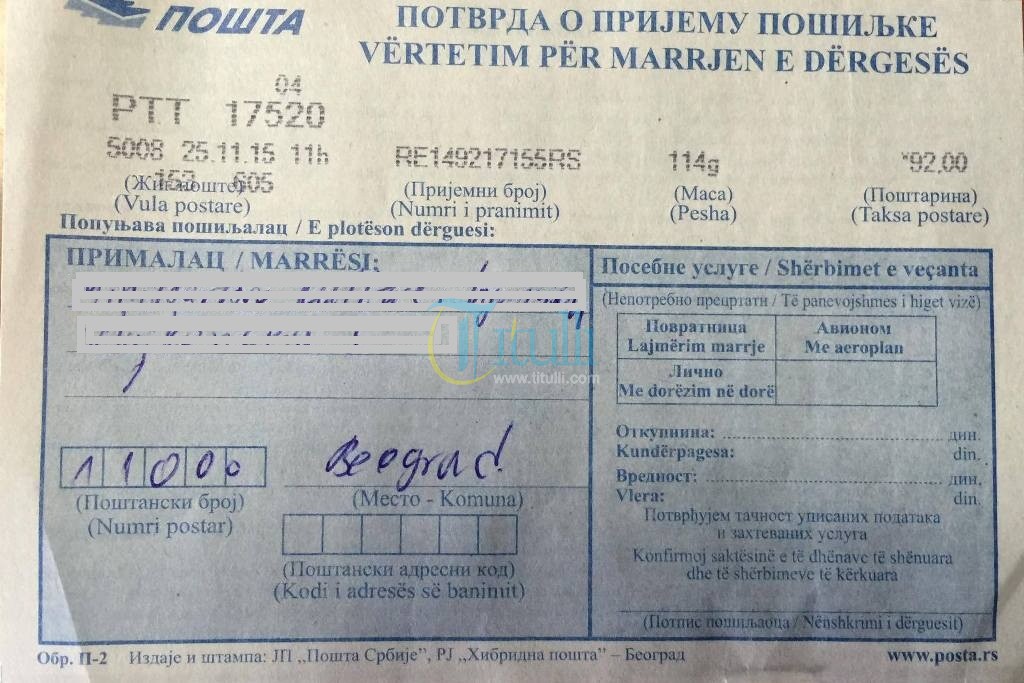 ПОШТА
ПОТВРДА О ПРИЈЕМУ ПОШИЉКЕ
VËRTETIM PËR MARRJEN E DËRGESËS
04
PTT 17520
5008 25.11.15 11h
RE149217155RS
114g
*92,00
153 605
(Жиг поште)
(Vula postare)
(Пријемни број)
(Numri i pranimit)
(Маса)
(Pesha)
(Поштарина)
(Taksa postare)
Попуњава пошиљалац / E plotëson dërguesi:
ПРИМАЛАЦ / MARRËSI:
11000
(Поштански број)
(Numri postar)
Beograd
(Место - Komuna)
(Поштански адресни код)
(Kodi i adresës së banimit)
Посебне услуге / Shërbimet e veçanta
(Непотребно прецртати / Të panevojshmes i higet vizë)
Повратница
Lajmërim marrje
Авионом
Me aeroplan
Лично
Me dorëzim në dorë
Откупнина: дин.
Kundërpagesa: din.
Вредност: дин.
Vlera: din.
Потврђујем тачност уписаних података
и захтеваних услуга
Konfirmoj saktësinë e të dhënave të shënuara
dhe të shërbimeve të kërkuara
(Потпис пошиљаоца / Nënshkrimi i dërguesit)
Titulli
www.titulli.com
Обр. П-2 Издаје и штампа: ЈП „Пошта Србије”, РЈ „Хибридна пошта” – Београд
www.posta.rs